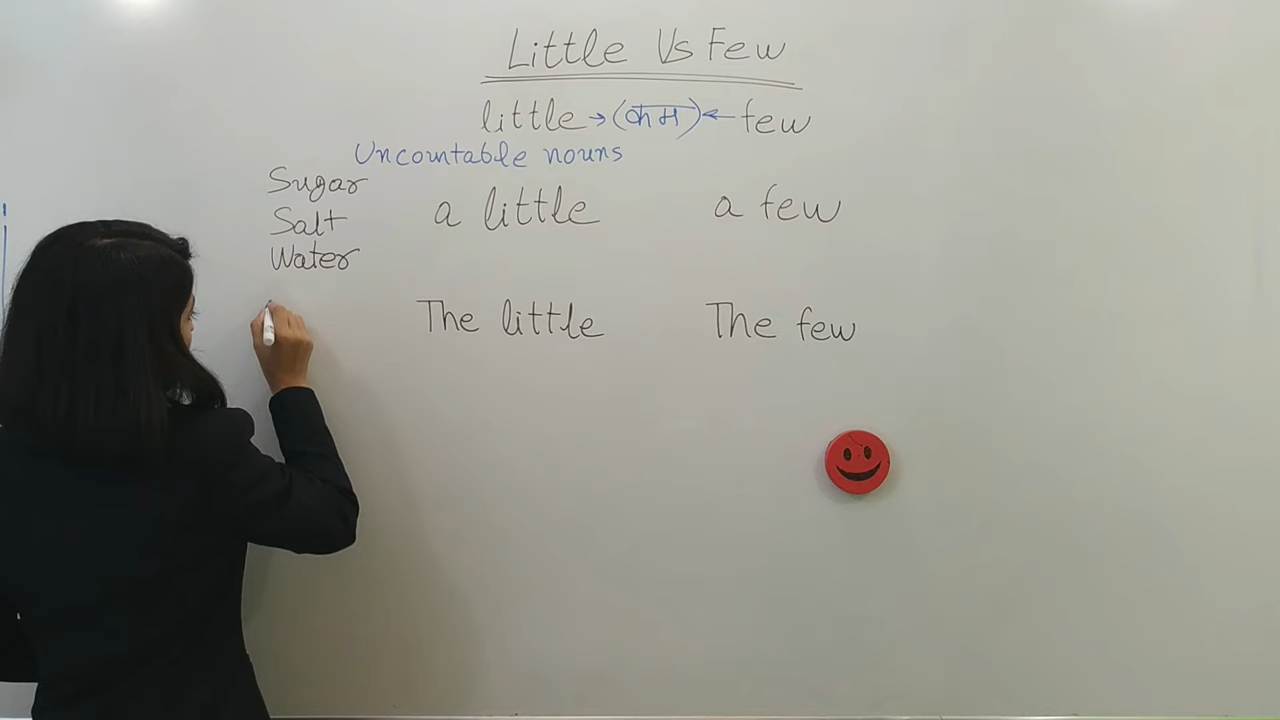 Little Vs Few
little → (कम) ← few
Uncountable nouns
Sugar
Salt
Water
a little a few
The little The few